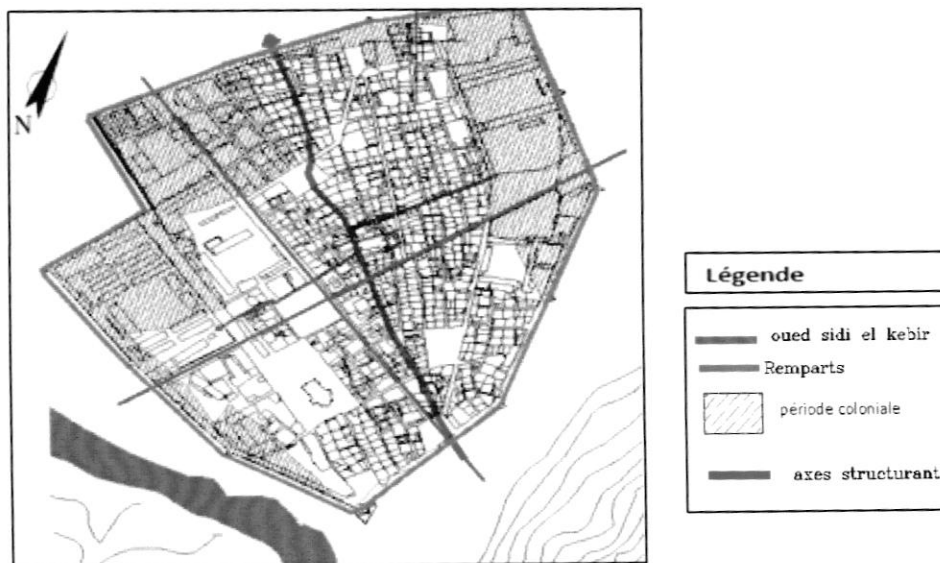 N
Légende
oued sidi el kebir
Remparts
période coloniale
axes structurant